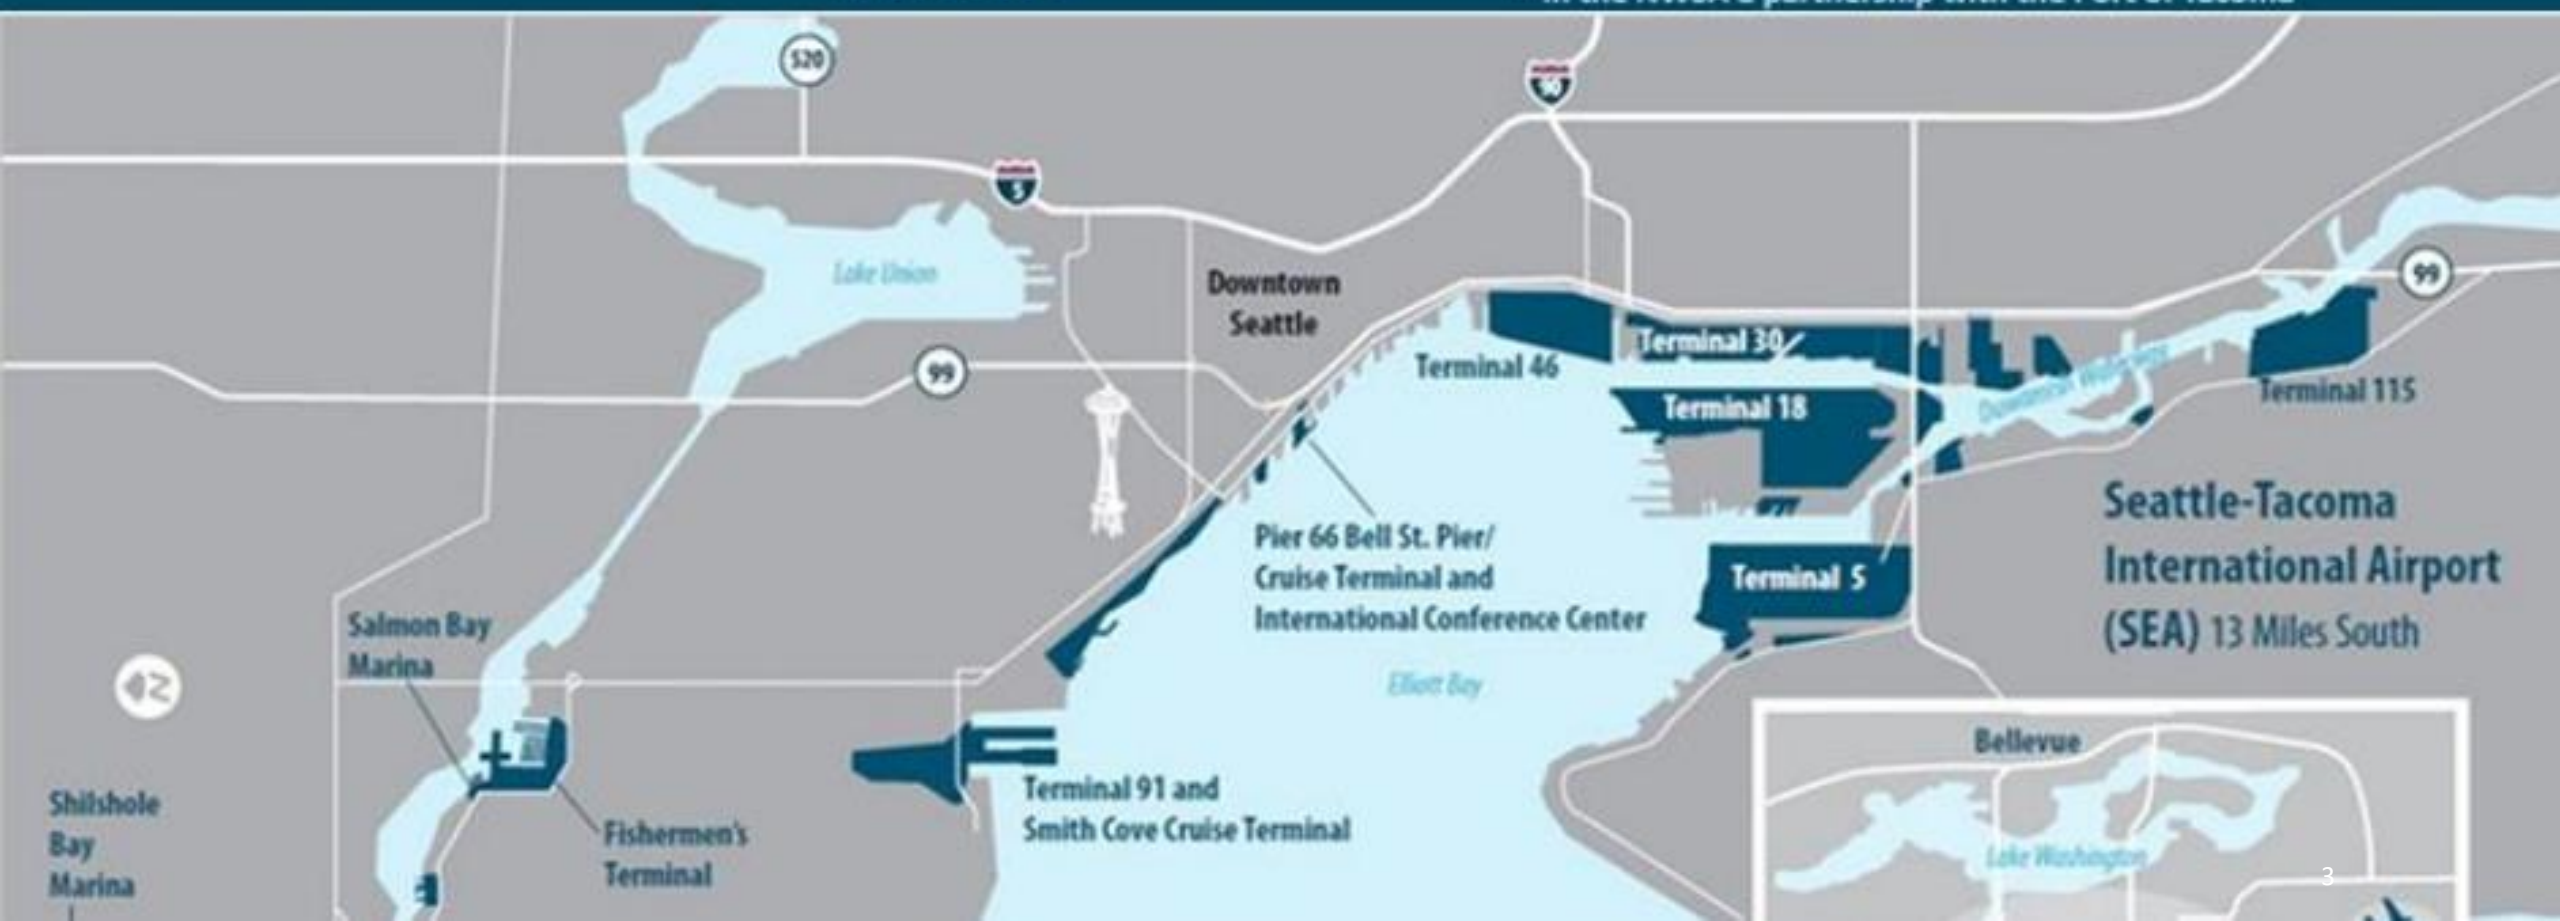 520
90
5
Lake Union
99
Downtown
Seattle
Terminal 46
Terminal 30
Terminal 18
Duwamish Waterway
99
Terminal 115
Pier 66 Bell St. Pier/
Cruise Terminal and
International Conference Center
Terminal 5
Seattle-Tacoma
International Airport
(SEA) 13 Miles South
Salmon Bay
Marina
Elliott Bay
N
Shilshole
Bay
Marina
Fishermen's
Terminal
Terminal 91 and
Smith Cove Cruise Terminal
Bellevue
Lake Washington
3